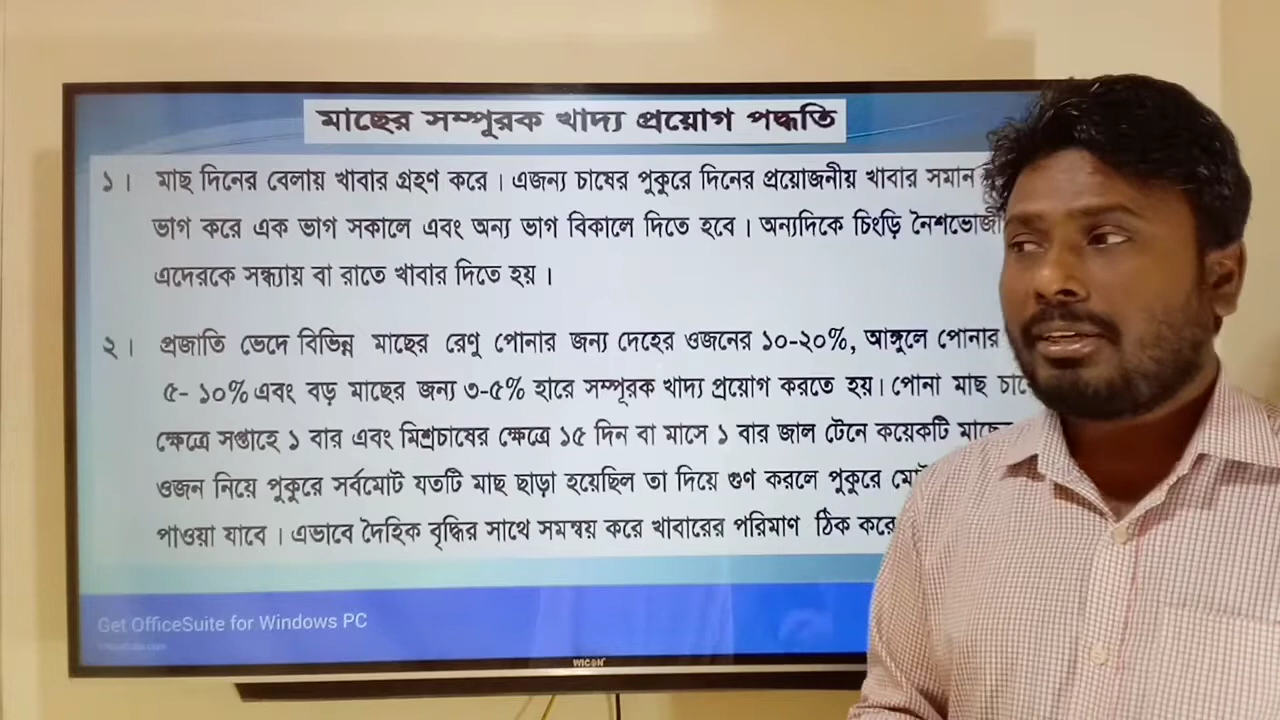 মাছের সম্পূরক খাদ্য প্রয়োগ পদ্ধতি
১। মাছ দিনের বেলায় খাবার গ্রহণ করে। এজন্য চাষের পুকুরে দিনের প্রয়োজনীয় খাবার সমান
ভাগ করে এক ভাগ সকালে এবং অন্য ভাগ বিকালে দিতে হবে। অন্যদিকে চিংড়ি নৈশভোজী
এদেরকে সন্ধ্যায় বা রাতে খাবার দিতে হয়।
২। প্রজাতি ভেদে বিভিন্ন মাছের রেণু পোনার জন্য দেহের ওজনের ১০-২০%, আঙ্গুলে পোনার
৫- ১০% এবং বড় মাছের জন্য ৩-৫% হারে সম্পূরক খাদ্য প্রয়োগ করতে হয়। পোনা মাছ
ক্ষেত্রে সপ্তাহে ১ বার এবং মিশ্রচাষের ক্ষেত্রে ১৫ দিন বা মাসে ১ বার জাল টেনে কয়েকটি
ওজন নিয়ে পুকুরে সর্বমোট যতটি মাছ ছাড়া হয়েছিল তা দিয়ে গুণ করলে পুকুরে
পাওয়া যাবে। এভাবে দৈহিক বৃদ্ধির সাথে সমন্বয় করে খাবারের পরিমাণ ঠিক করে
Get OfficeSuite for Windows PC
WICON